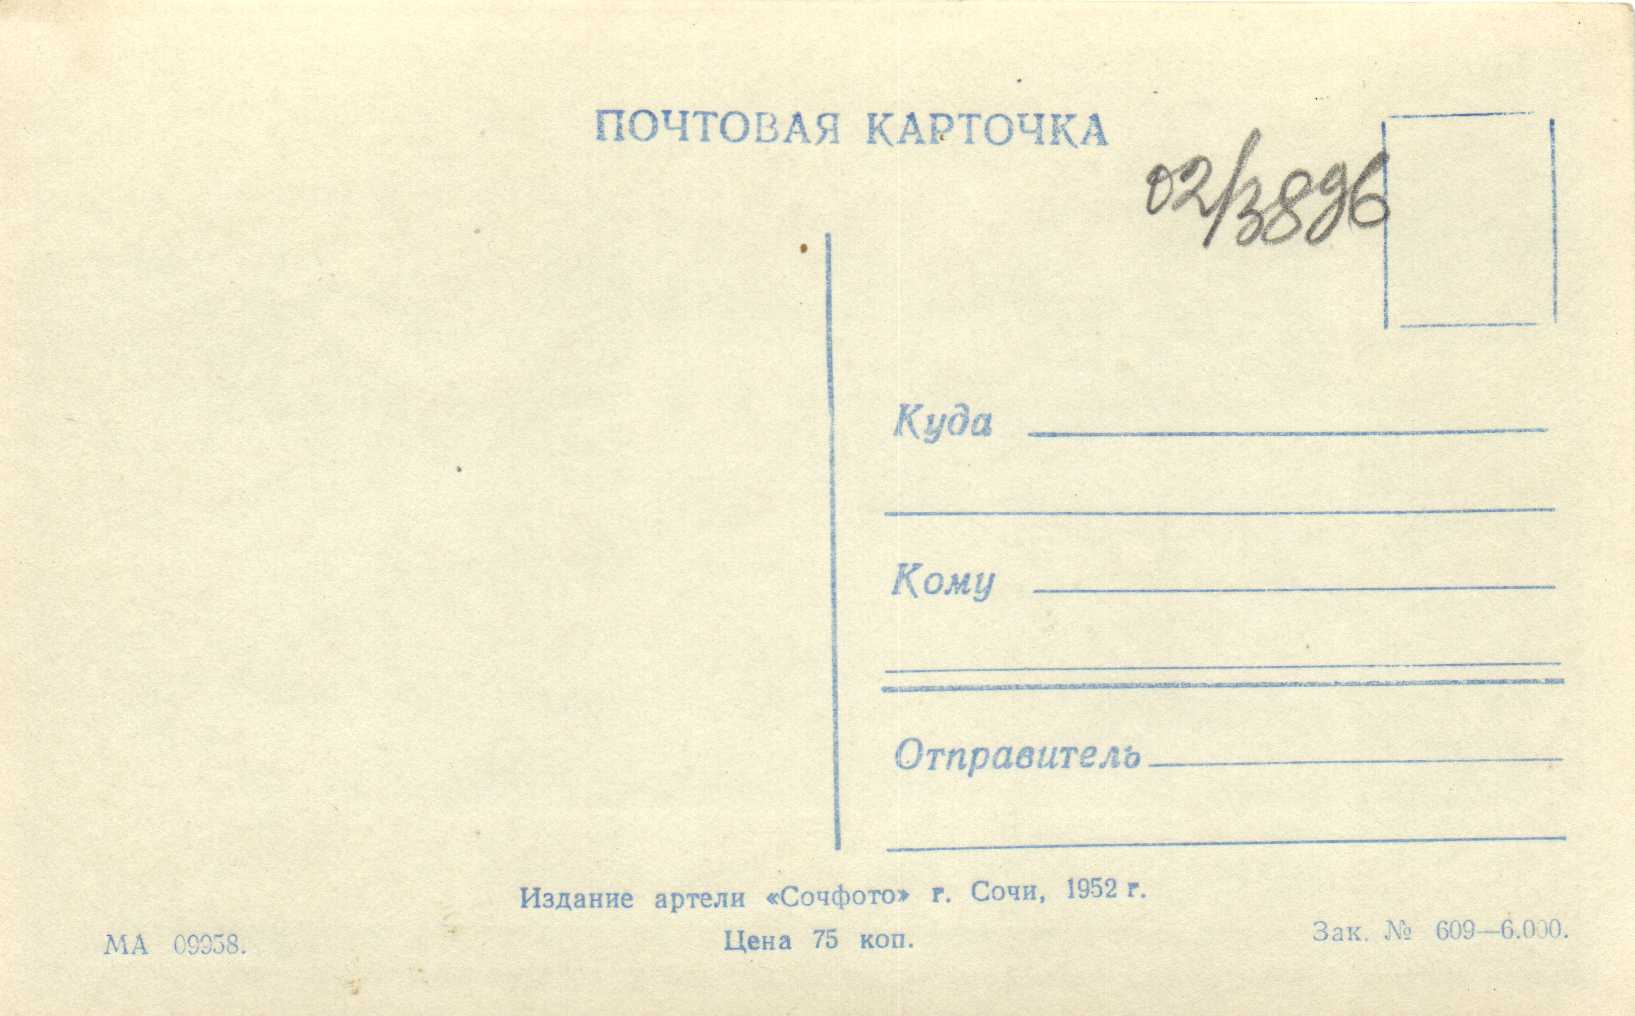 ПОЧТОВАЯ КАРТОЧКА
02/3896
Куда
Кому
Отправитель
Издание артели «Сочфото» г. Сочи, 1952 г.
Цена 75 коп.
МА 09958.
Зак. № 609—6.000.